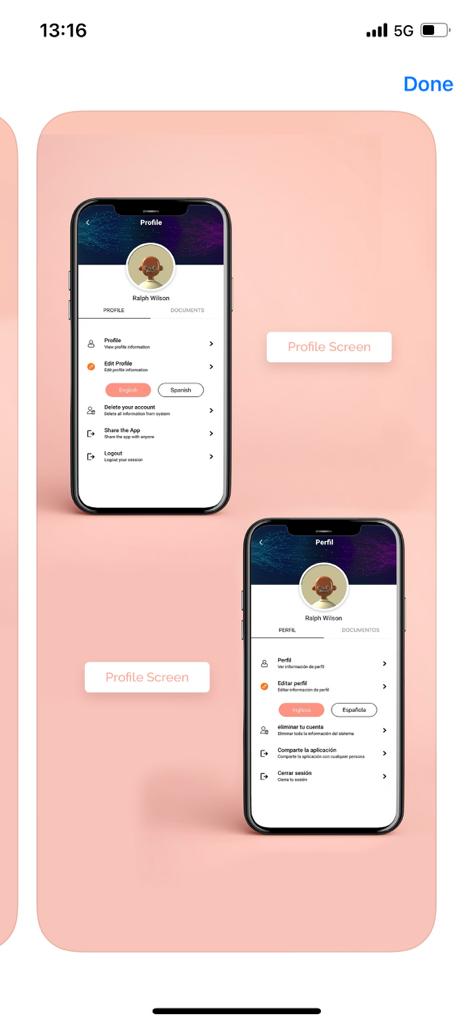 13:16
5G
Done
Profile
Ralph Wilson
PROFILE
DOCUMENTS
Profile
View profile information
Edit Profile
Edit profile information
English
Spanish
Delete your account
Delete all information from system
Share the App
Share the app with anyone
Logout
Logout your session
Profile Screen
Perfil
Ralph Wilson
PERFIL
DOCUMENTOS
Perfil
Ver información de perfil
Editar perfil
Editar información de perfil
Inglesa
Española
eliminar tu cuenta
Eliminar toda la información del sistema
Comparte la aplicación
Comparte la aplicación con cualquier persona
Cerrar sesión
Cierra tu sesión
Profile Screen